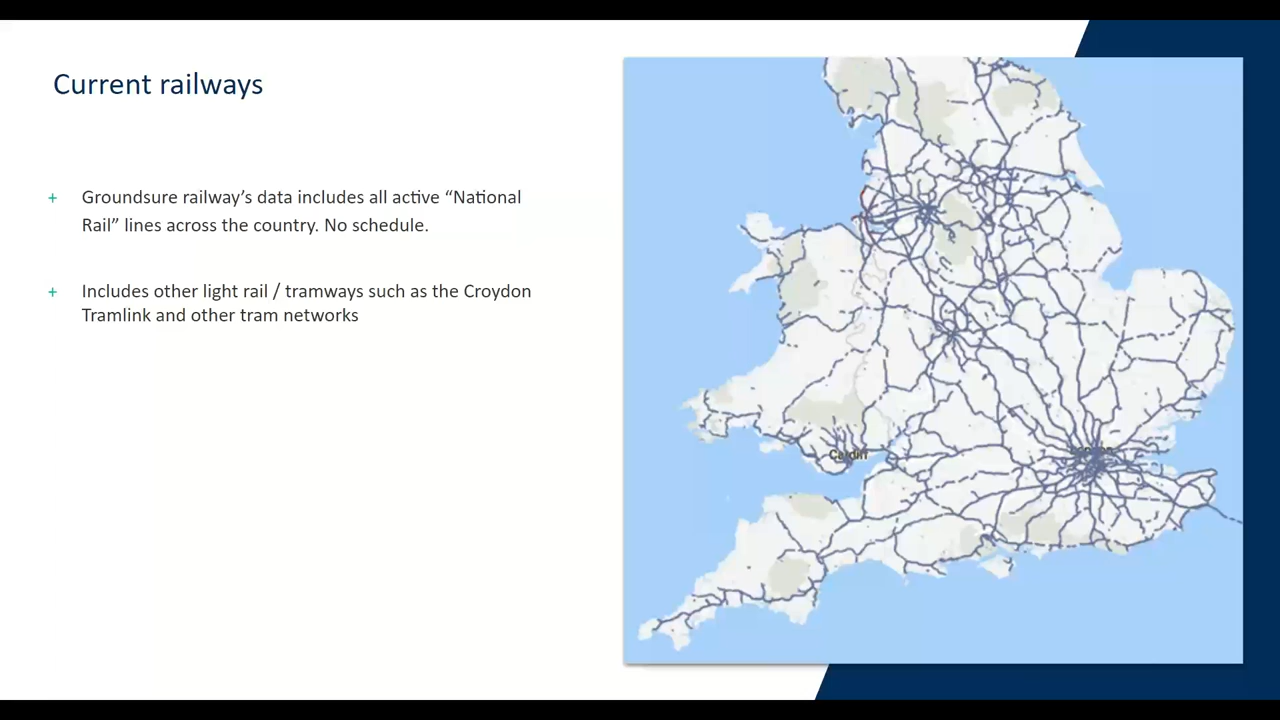 Current railways
+ Groundsure railway’s data includes all active “National
Rail” lines across the country. No schedule.
+ Includes other light rail / tramways such as the Croydon
Tramlink and other tram networks
Cardiff
London